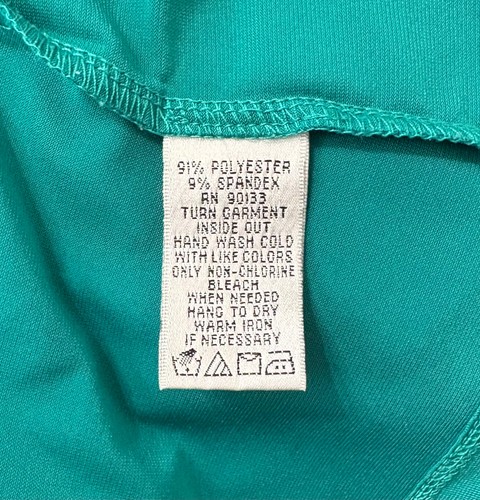 91% POLYESTER
9% SPANDEX
RN 90133
TURN GARMENT
INSIDE OUT
HAND WASH COLD
WITH LIKE COLORS
ONLY NON-CHLORINE
BLEACH
WHEN NEEDED
HANG TO DRY
WARM IRON
IF NECESSARY